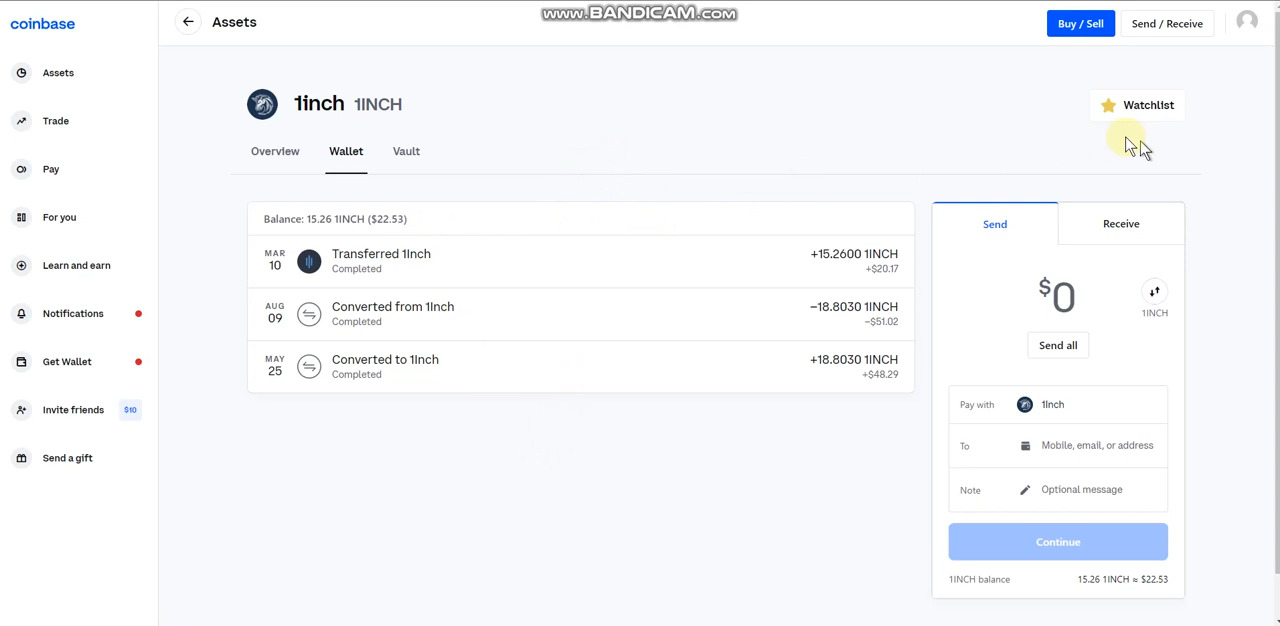 www.BANDICAM.com
coinbase
Assets
Buy / Sell
Send / Receive
Assets
Trade
Pay
For you
Learn and earn
Notifications
Get Wallet
Invite friends $10
Send a gift
1inch 1INCH
Watchlist
Overview Wallet Vault
Balance: 15.26 1INCH ($22.53)
MAR
10
Transferred 1Inch
Completed
+15.2600 1INCH
+$20.17
AUG
09
Converted from 1Inch
Completed
−18.8030 1INCH
−$51.02
MAY
25
Converted to 1Inch
Completed
+18.8030 1INCH
+$48.29
Send Receive
$0
1INCH
Send all
Pay with 1Inch
To Mobile, email, or address
Note Optional message
Continue
1INCH balance 15.26 1INCH ≈ $22.53